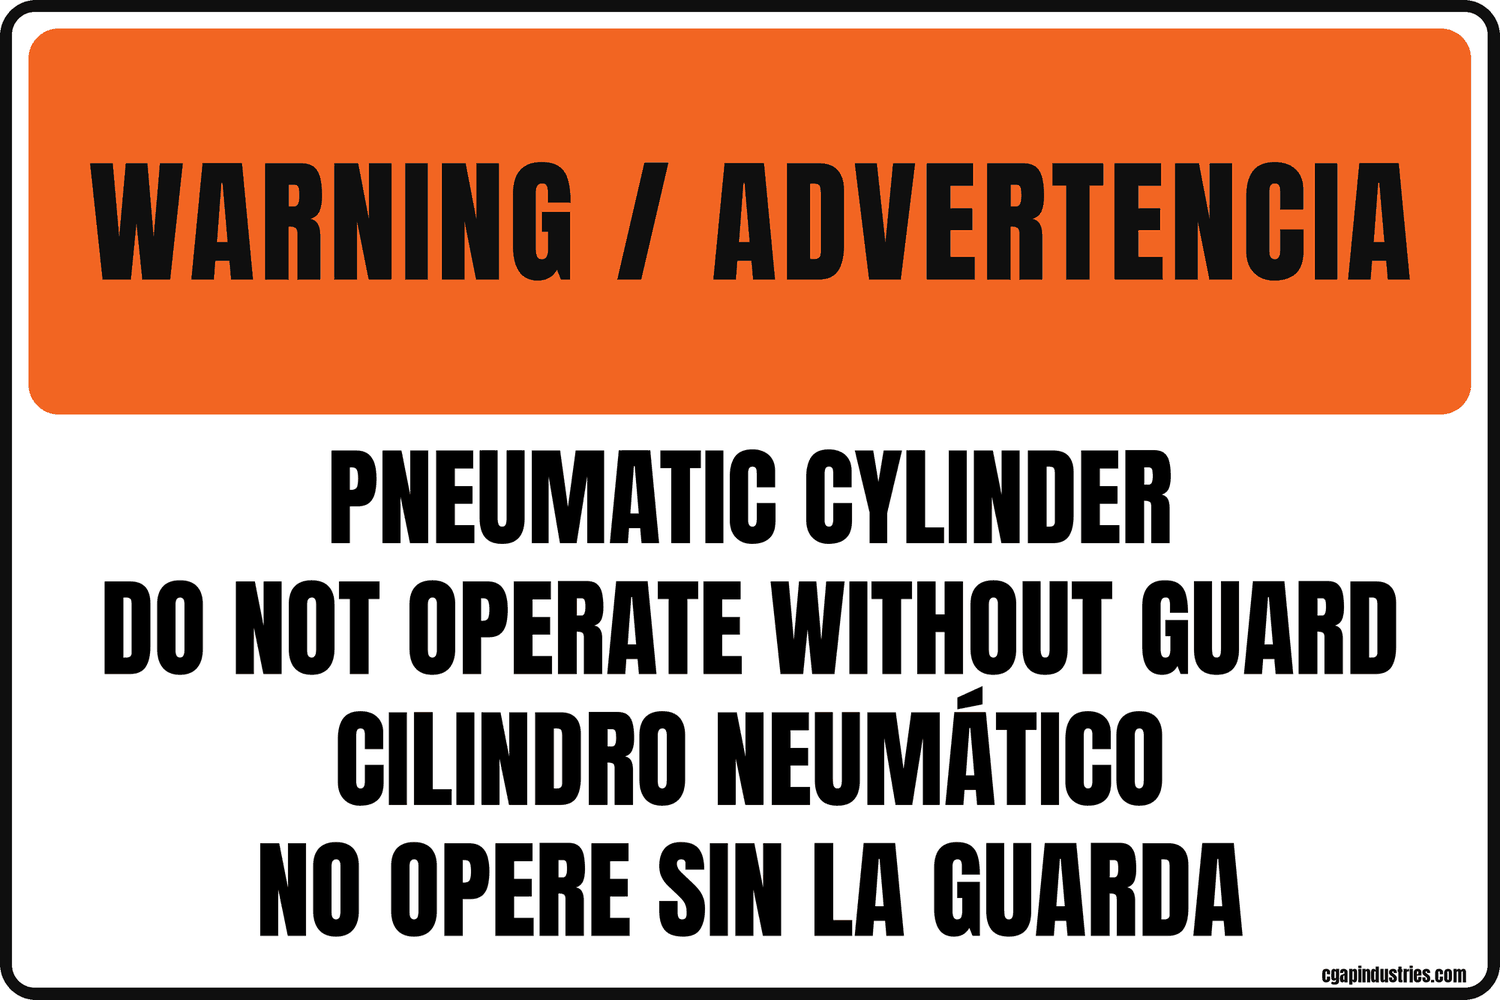 WARNING / ADVERTENCIA
PNEUMATIC CYLINDER
DO NOT OPERATE WITHOUT GUARD
CILINDRO NEUMÁTICO
NO OPERE SIN LA GUARDA
cgapindustries.com